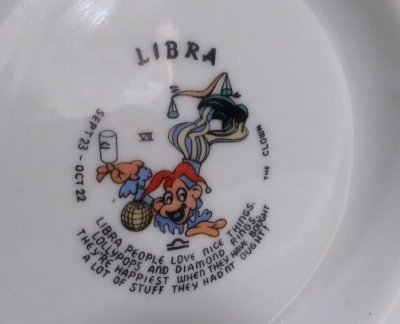 LIBRA
SEPT 23 - OCT 22
VII
THE CLOWN
LIBRA PEOPLE LOVE NICE THINGS.
LOLLYPOPS AND DIAMOND RINGS.
THEY'RE HAPPIEST WHEN THEY HAVE BOUGHT
A LOT OF STUFF THEY HADN'T OUGHT!